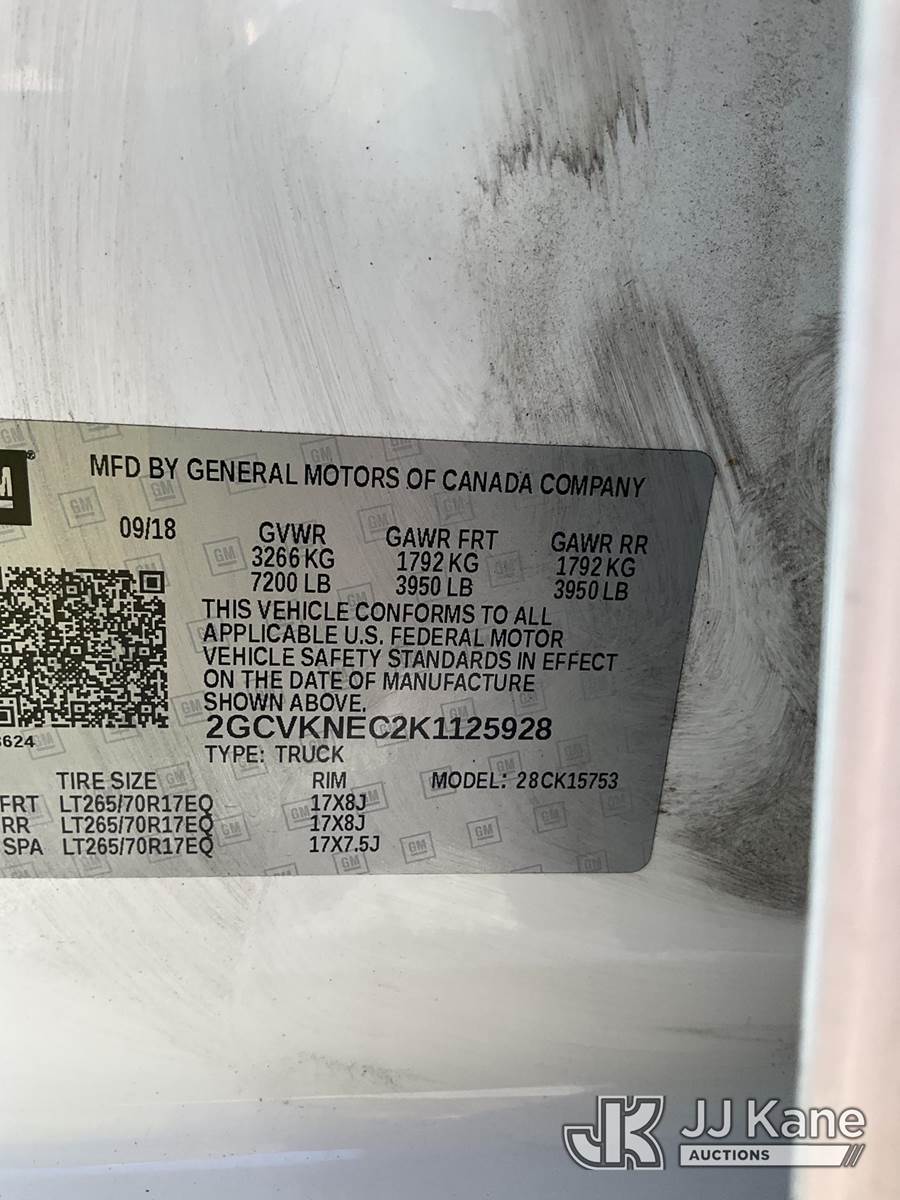 MFD BY GENERAL MOTORS OF CANADA COMPANY
09/18
GVWR GAWR FRT GAWR RR
3266 KG 1792 KG 1792 KG
7200 LB 3950 LB 3950 LB
THIS VEHICLE CONFORMS TO ALL
APPLICABLE U.S. FEDERAL MOTOR
VEHICLE SAFETY STANDARDS IN EFFECT
ON THE DATE OF MANUFACTURE
SHOWN ABOVE.
2GCVKNEC2K1125928
TYPE: TRUCK
TIRE SIZE RIM MODEL: 28CK15753
FRT LT265/70R17EQ 17X8J
RR LT265/70R17EQ 17X8J
SPA LT265/70R17EQ 17X7.5J
JK JJ Kane
AUCTIONS